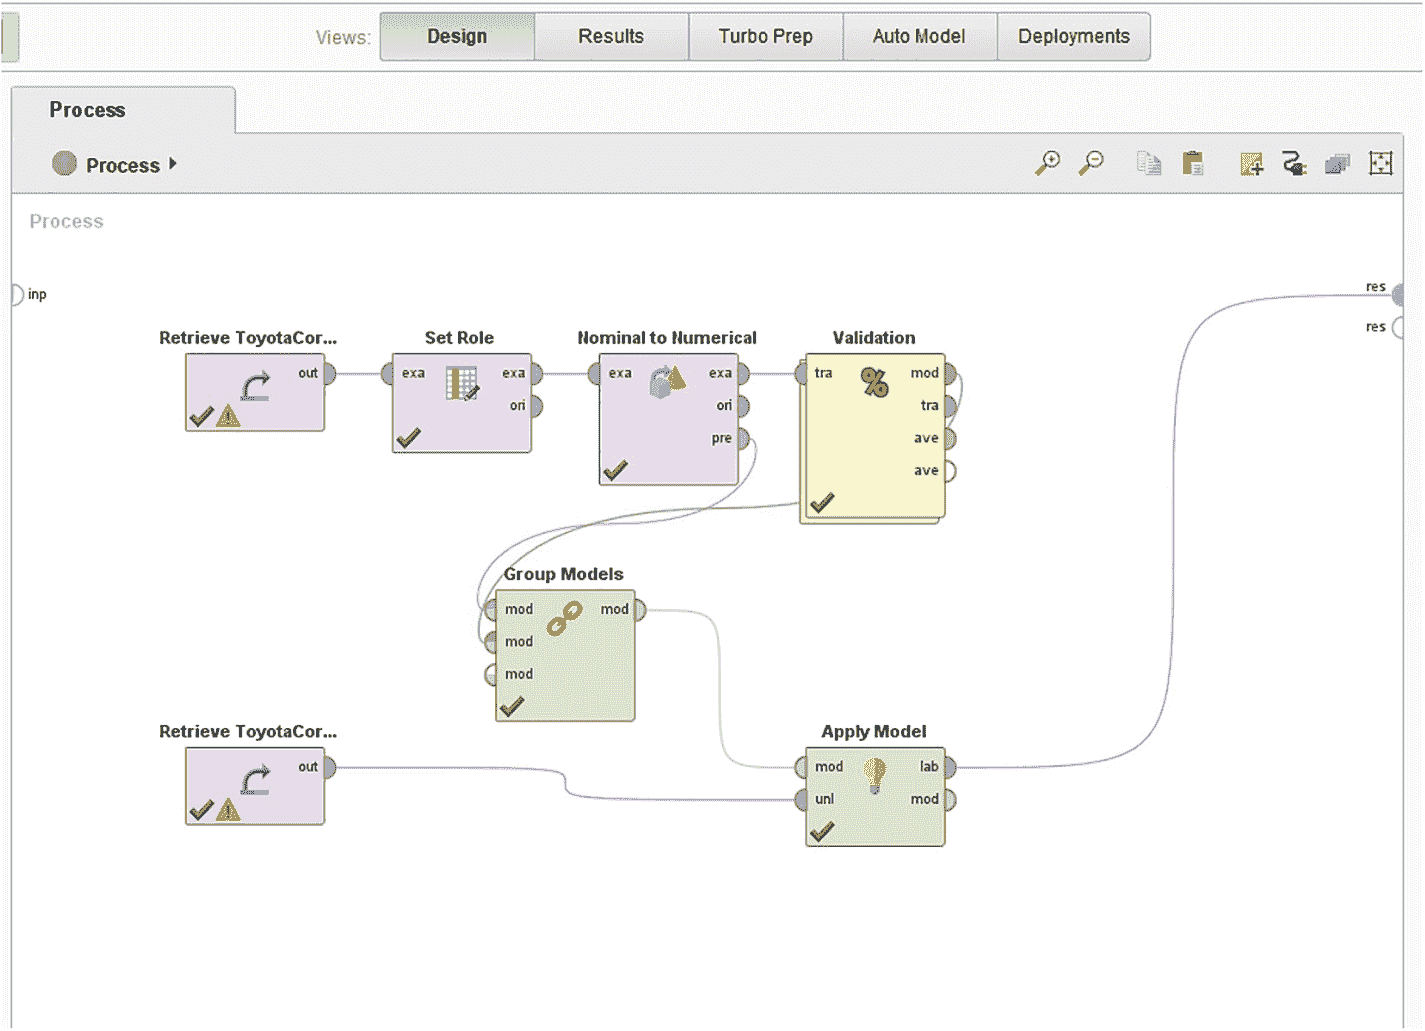 Views: Design Results Turbo Prep Auto Model Deployments
Process
Process
Process
inp
res
res
Retrieve ToyotaCor... Set Role Nominal to Numerical Validation
out exa exa exa exa tra mod
ori ori tra
pre ave
ave
Group Models
mod mod
mod
mod
Retrieve ToyotaCor... Apply Model
out mod lab
unl mod